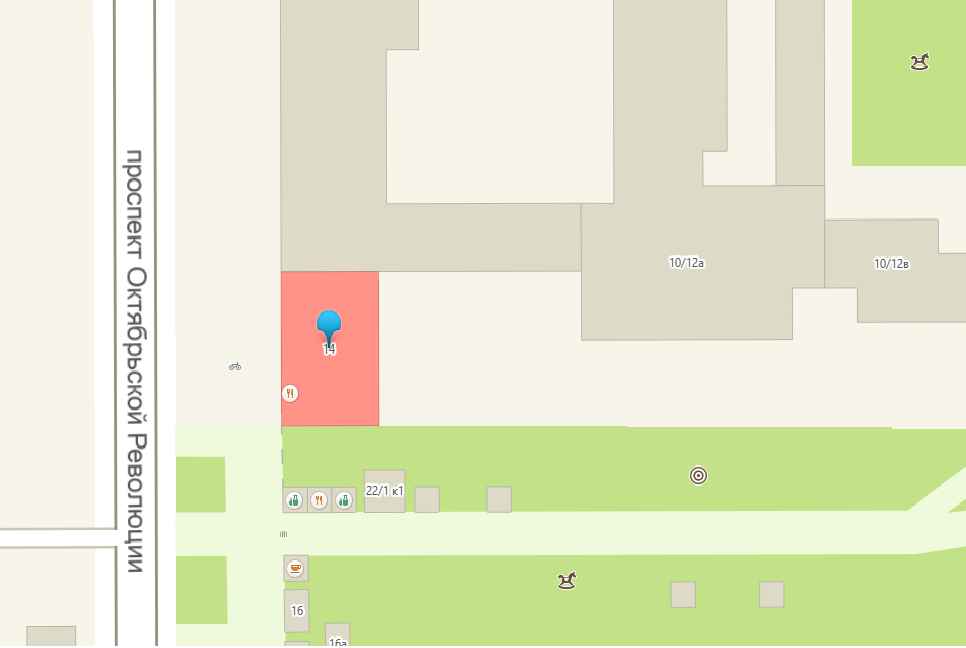 проспект Октябрьской Революции
10/12а
10/12в
14
22/1 к1
16
16а